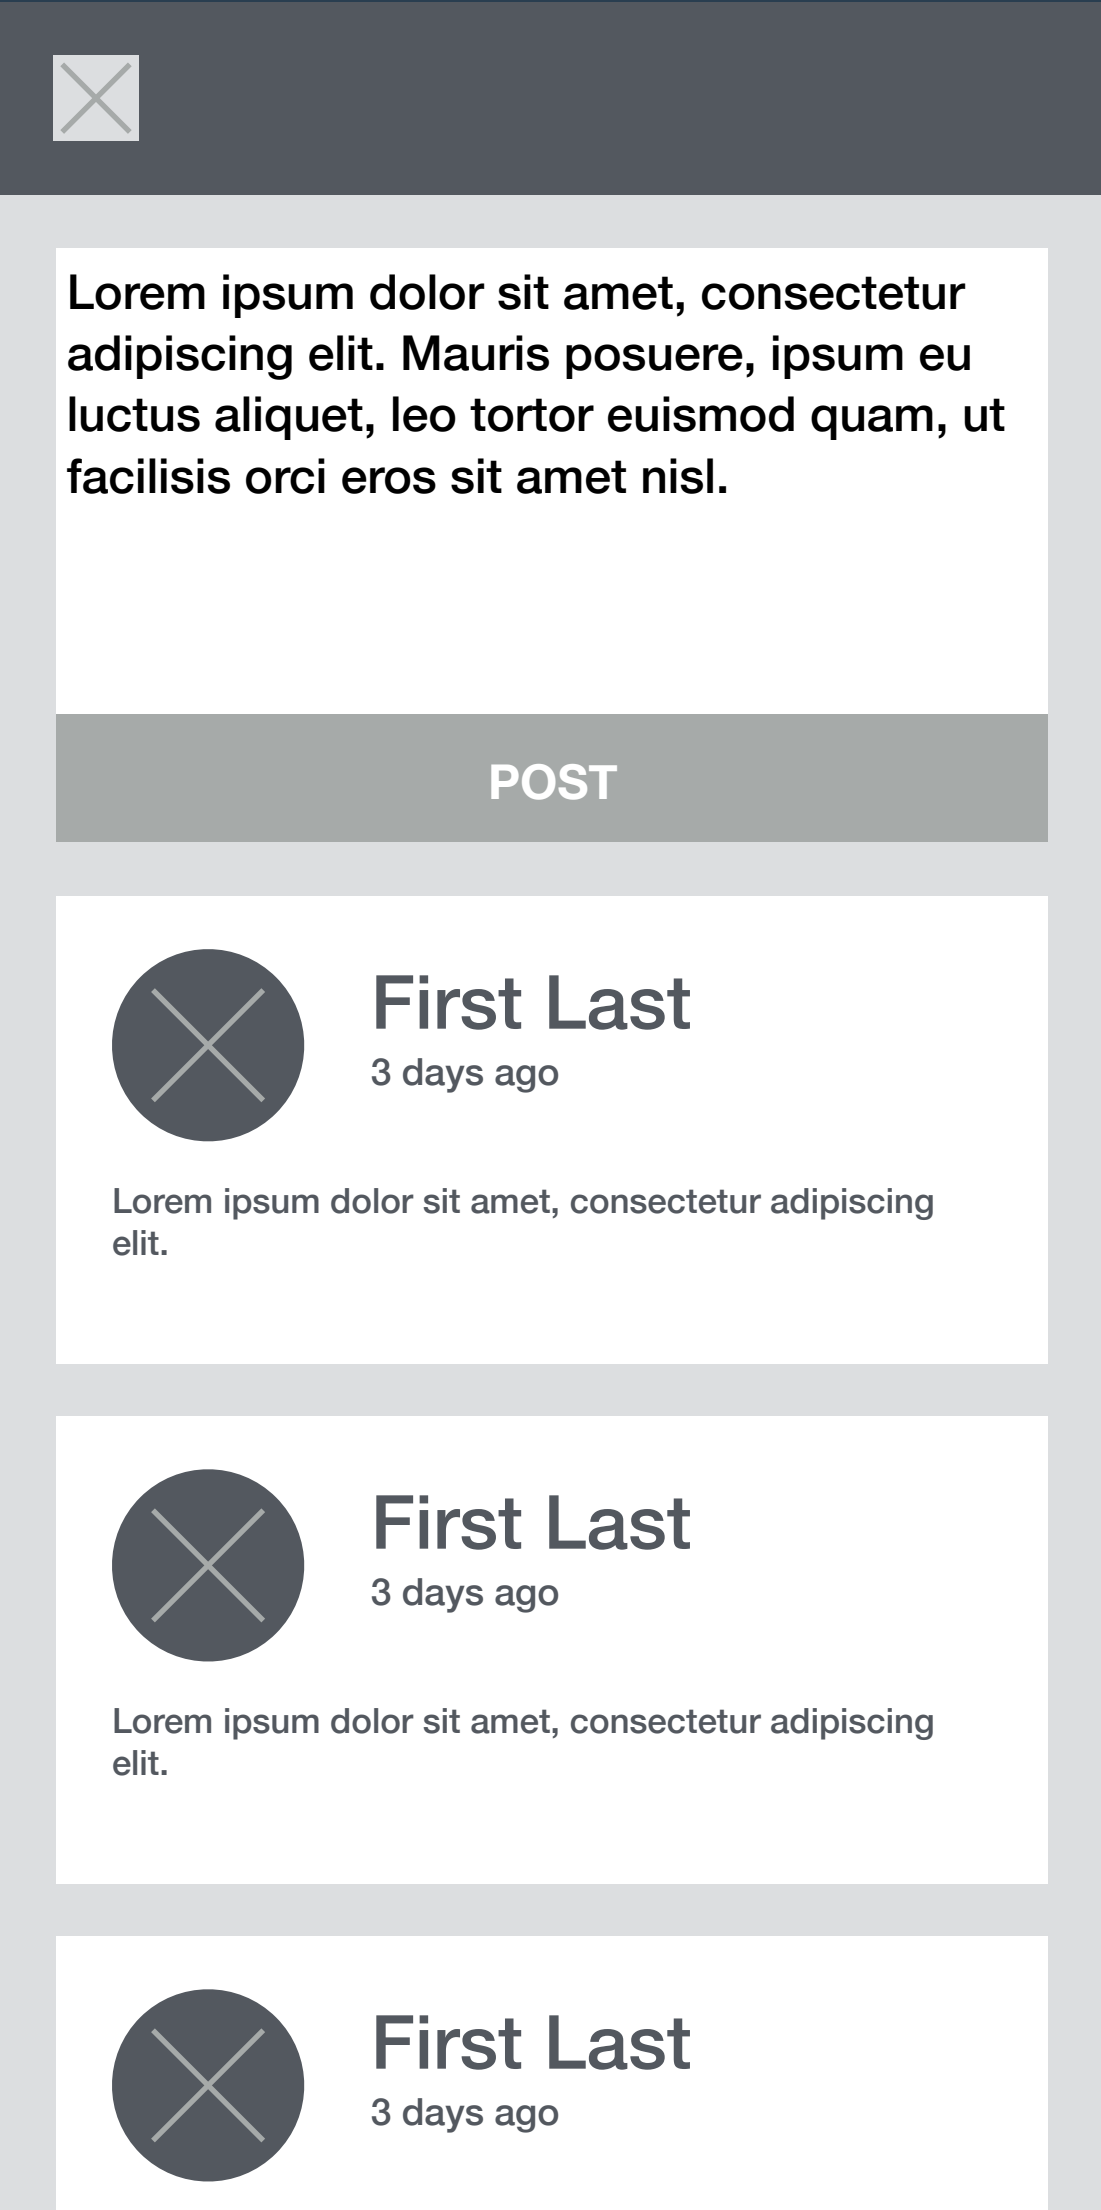 Lorem ipsum dolor sit amet, consectetur
adipiscing elit. Mauris posuere, ipsum eu
luctus aliquet, leo tortor euismod quam, ut
facilisis orci eros sit amet nisl.
POST
First Last
3 days ago
Lorem ipsum dolor sit amet, consectetur adipiscing
elit.
First Last
3 days ago
Lorem ipsum dolor sit amet, consectetur adipiscing
elit.
First Last
3 days ago